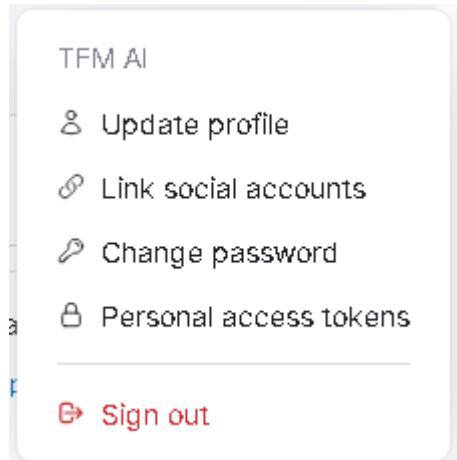 TFM AI
Update profile
Link social accounts
Change password
Personal access tokens
Sign out